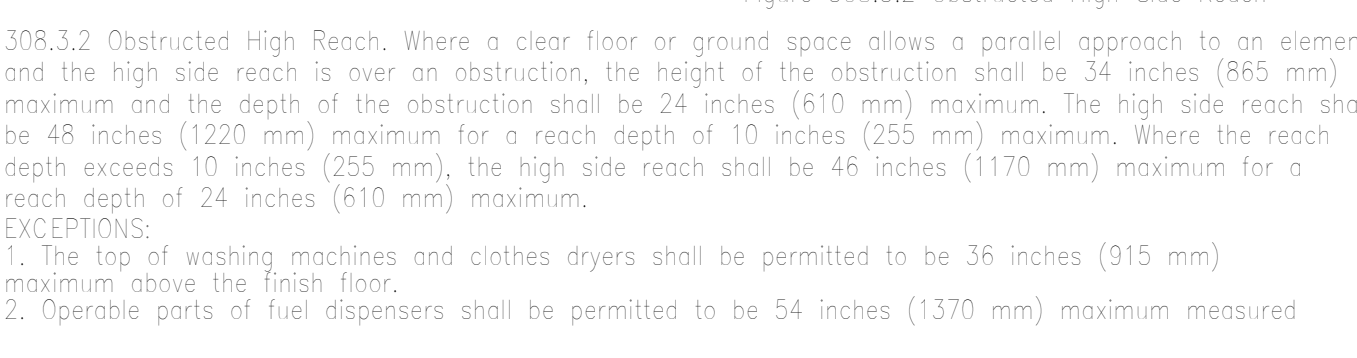 Figure 308.3.2 Obstructed High Side Reach
308.3.2 Obstructed High Reach. Where a clear floor or ground space allows a parallel approach to an elemen
and the high side reach is over an obstruction, the height of the obstruction shall be 34 inches (865 mm)
maximum and the depth of the obstruction shall be 24 inches (610 mm) maximum. The high side reach sha
be 48 inches (1220 mm) maximum for a reach depth of 10 inches (255 mm) maximum. Where the reach
depth exceeds 10 inches (255 mm), the high side reach shall be 46 inches (1170 mm) maximum for a
reach depth of 24 inches (610 mm) maximum.
EXCEPTIONS:
1. The top of washing machines and clothes dryers shall be permitted to be 36 inches (915 mm)
maximum above the finish floor.
2. Operable parts of fuel dispensers shall be permitted to be 54 inches (1370 mm) maximum measured